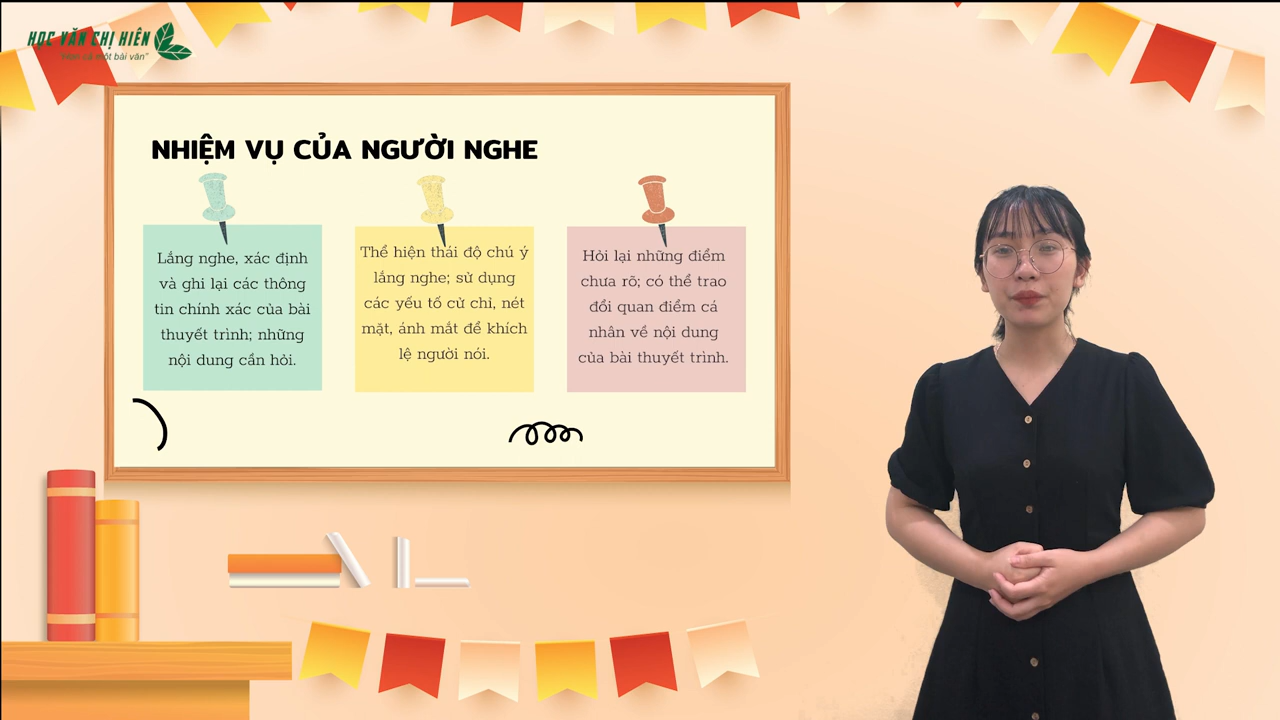 HỌC VĂN CHỊ HIÊN
NHIỆM VỤ CỦA NGƯỜI NGHE
Lắng nghe, xác định
và ghi lại các thông
tin chính xác của bài
thuyết trình; những
nội dung cần hỏi.
Thể hiện thái độ chú ý
lắng nghe; sử dụng
các yếu tố cử chỉ, nét
mặt, ánh mắt để khích
lệ người nói.
Hỏi lại những điểm
chưa rõ; có thể trao
đổi quan điểm cá
nhân về nội dung
của bài thuyết trình.